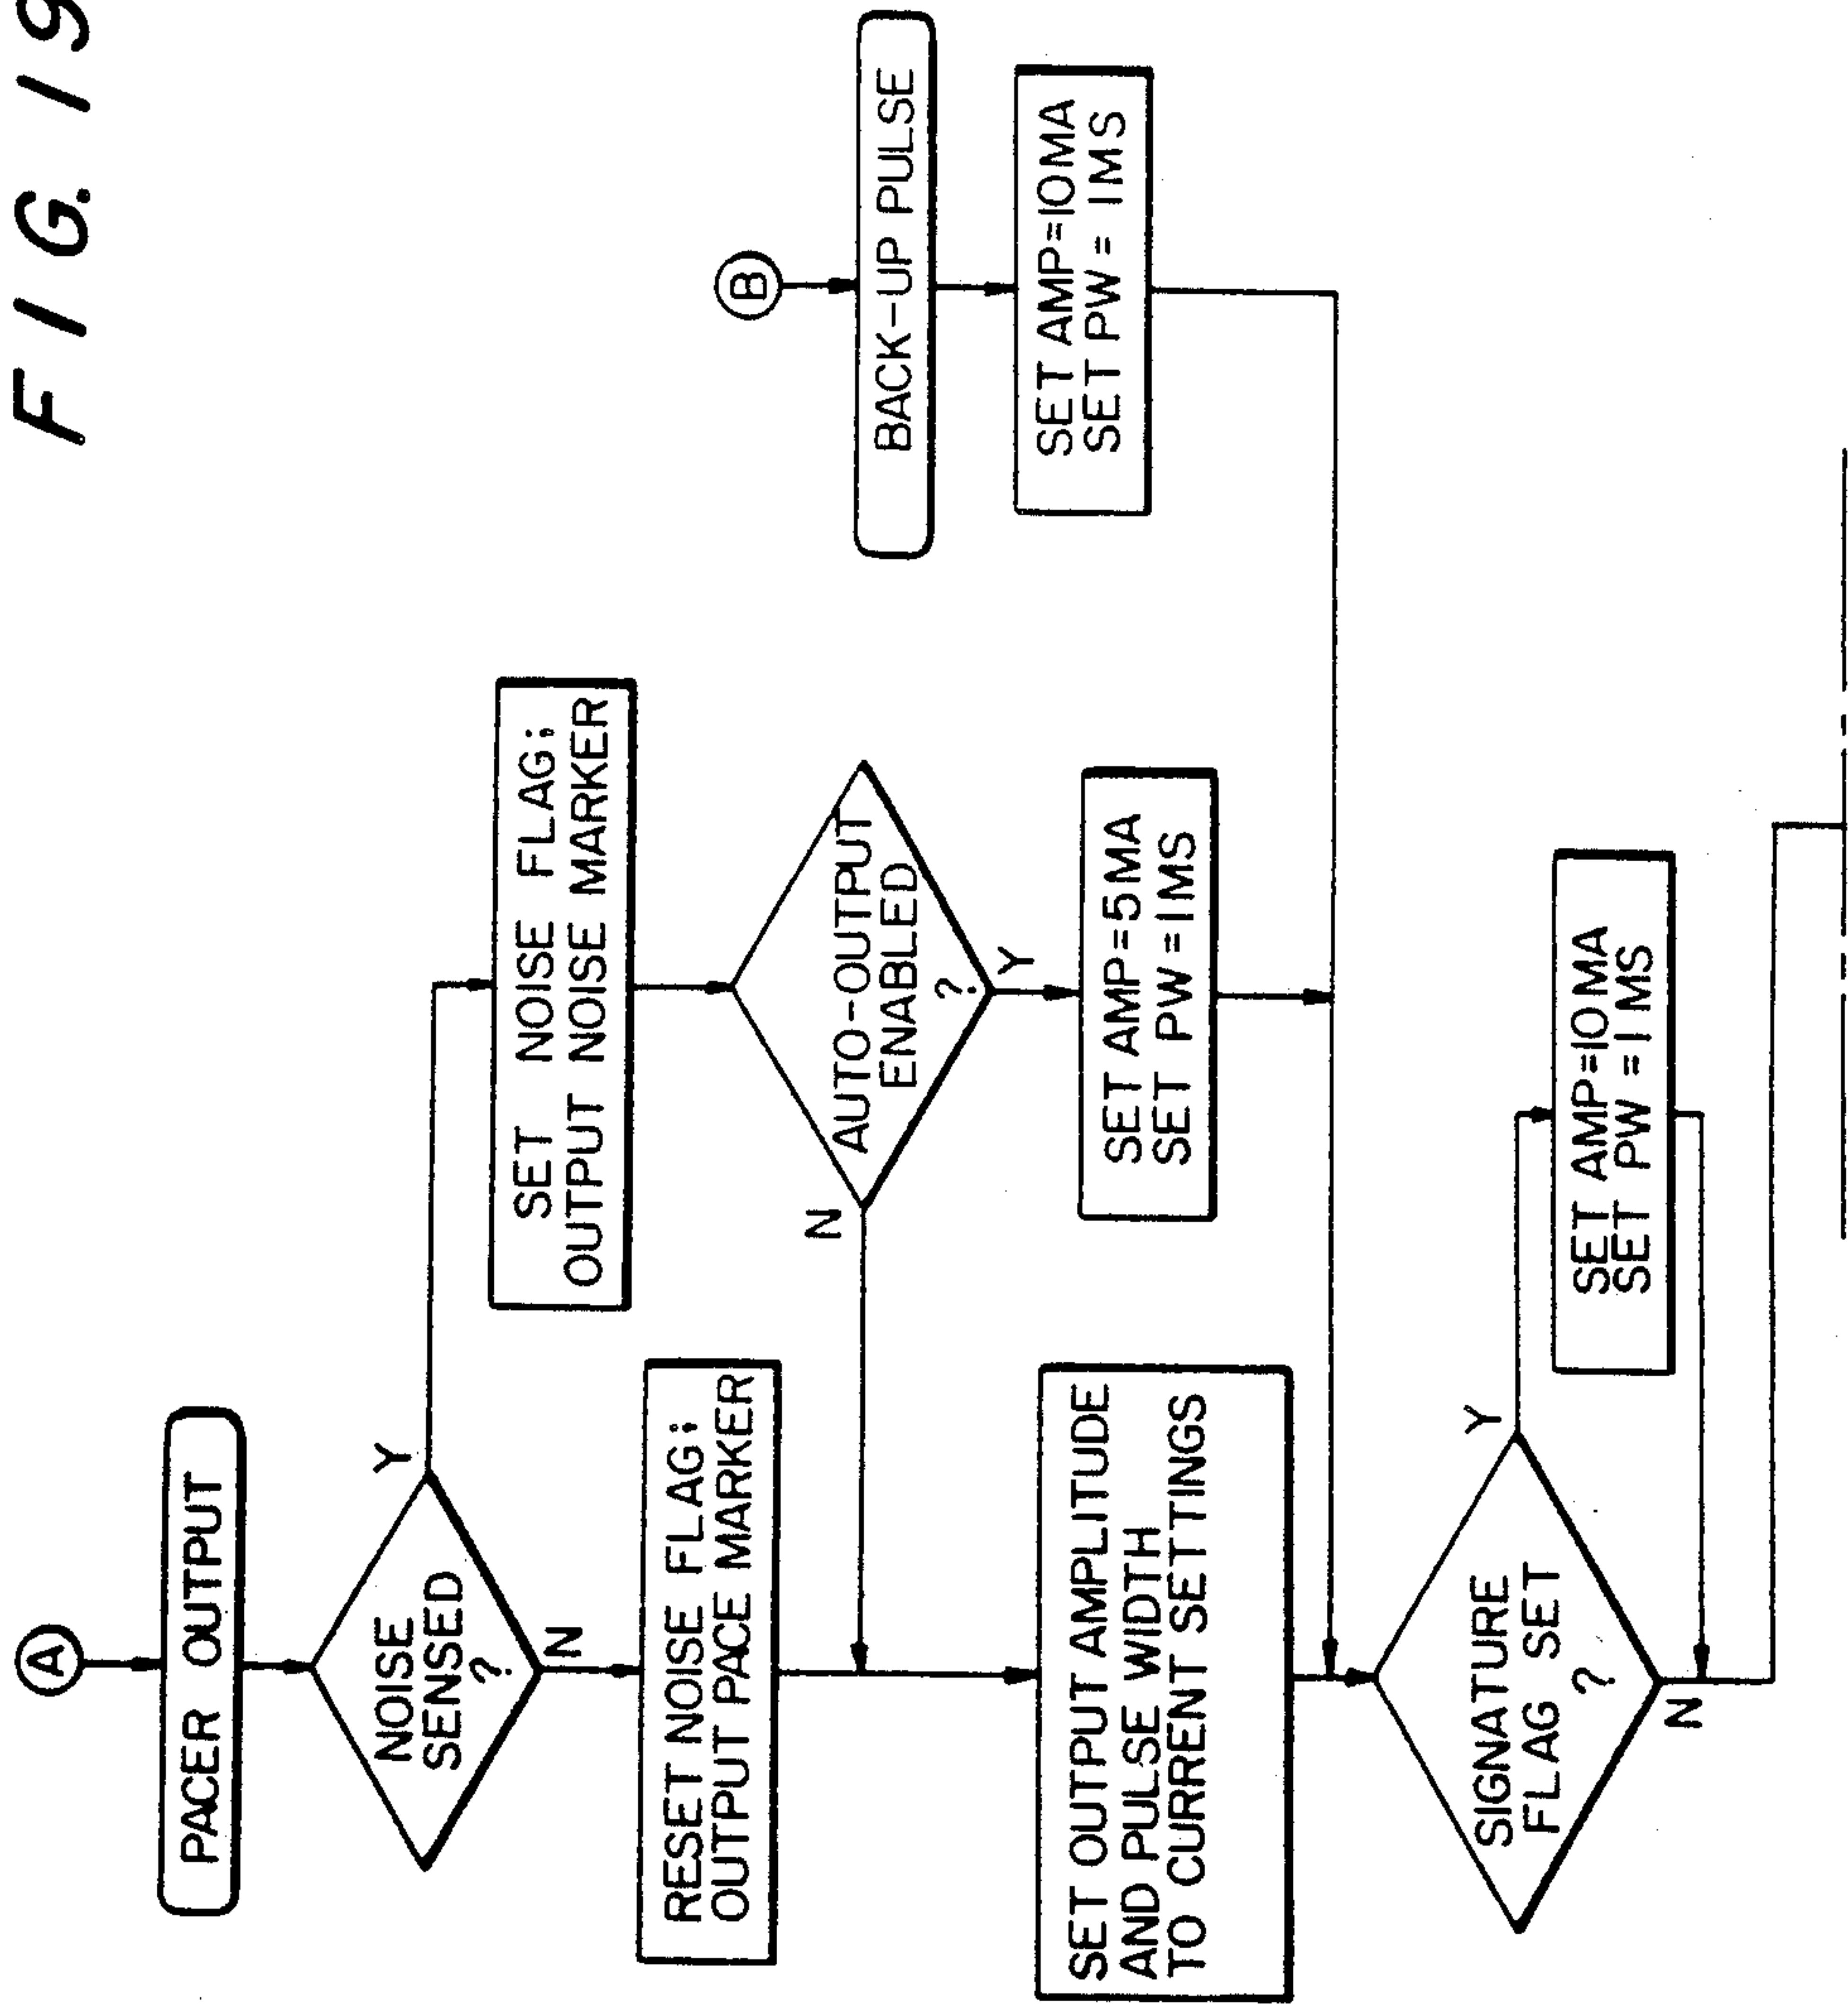 FIG. 19
A
PACER OUTPUT
NOISE
SENSED
?
Y
N
SET NOISE FLAG:
OUTPUT NOISE MARKER
RESET NOISE FLAG:
OUTPUT PACE MARKER
AUTO-OUTPUT
ENABLED
?
N
Y
SET AMP=5MA
SET PW=1MS
B
BACK-UP PULSE
SET AMP=10MA
SET PW=1MS
SET OUTPUT AMPLITUDE
AND PULSE WIDTH
TO CURRENT SETTINGS
SIGNATURE
FLAG SET
?
Y
N
SET AMP=10MA
SET PW=1MS